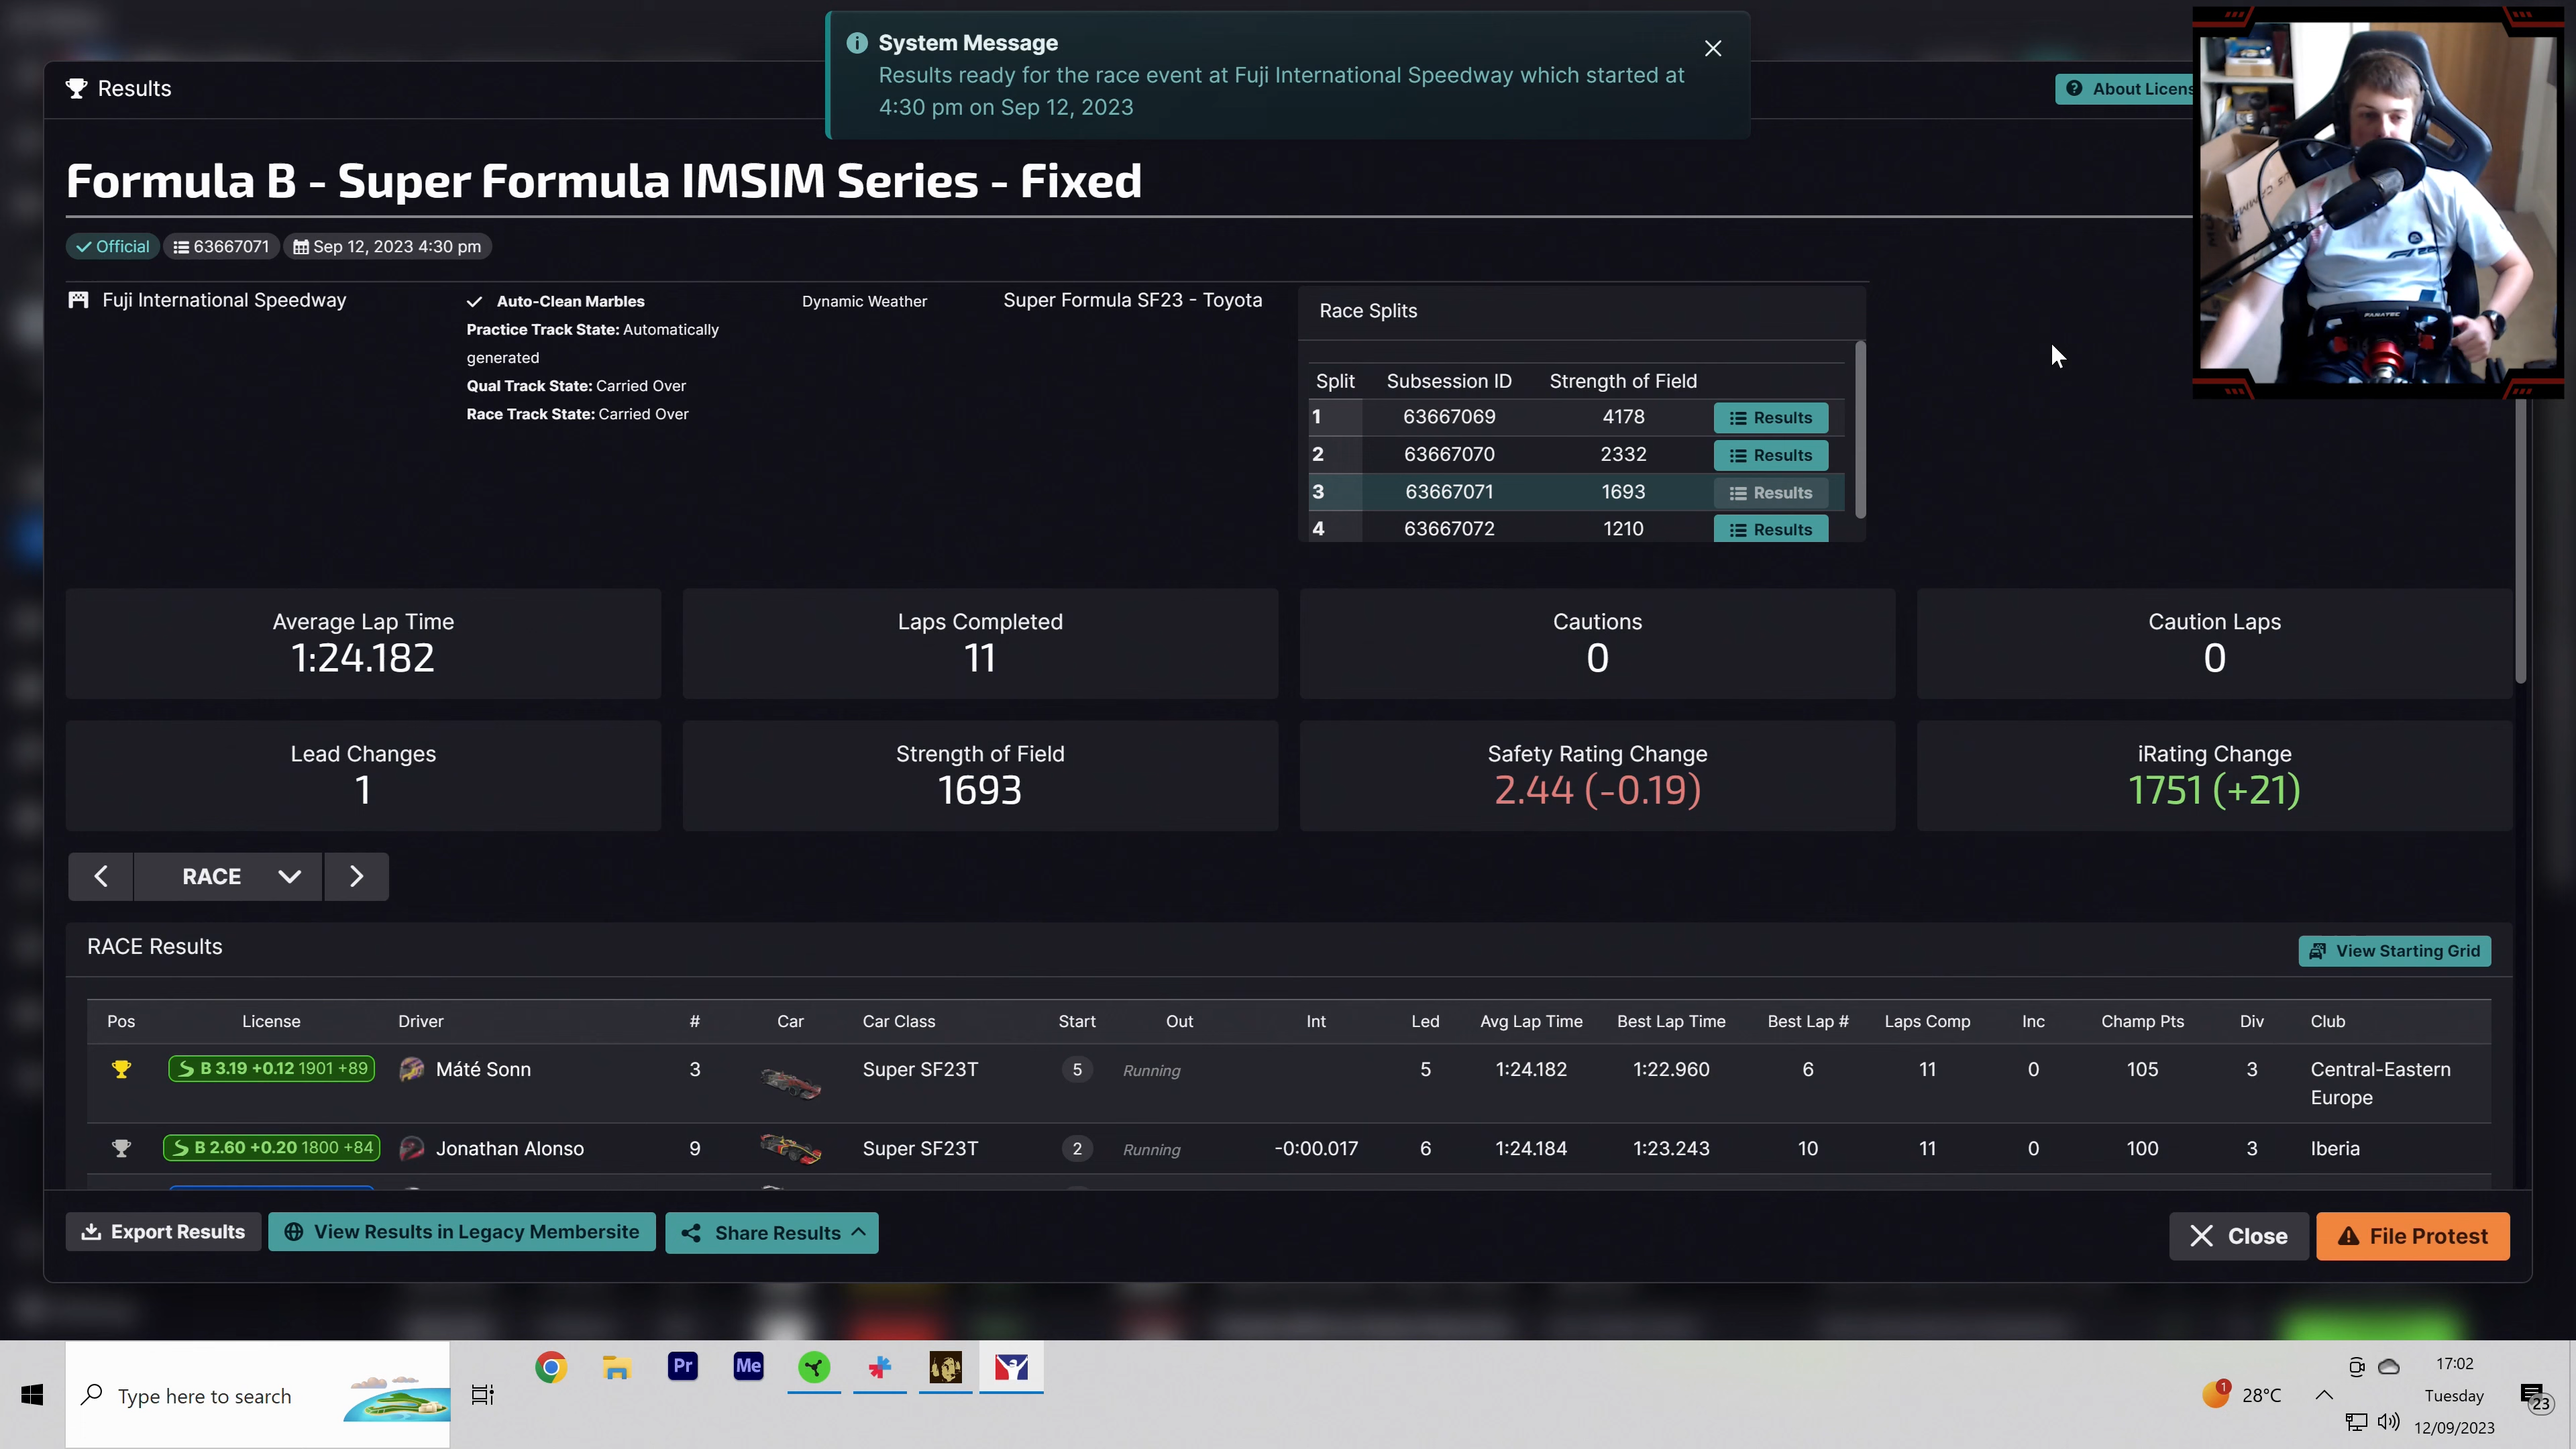 System Message
Results ready for the race event at Fuji International Speedway which started at
4:30 pm on Sep 12, 2023
Results
About Licens
Formula B - Super Formula IMSIM Series - Fixed
Official 63667071 Sep 12, 2023 4:30 pm
Fuji International Speedway
Auto-Clean Marbles
Practice Track State: Automatically
generated
Qual Track State: Carried Over
Race Track State: Carried Over
Dynamic Weather
Super Formula SF23 - Toyota
Race Splits
Split Subsession ID Strength of Field
1 63667069 4178 Results
2 63667070 2332 Results
3 63667071 1693 Results
4 63667072 1210 Results
FANATEC
Average Lap Time
1:24.182
Laps Completed
11
Cautions
0
Caution Laps
0
Lead Changes
1
Strength of Field
1693
Safety Rating Change
2.44 (-0.19)
iRating Change
1751 (+21)
RACE
RACE Results
View Starting Grid
Pos License Driver # Car Car Class Start Out Int Led Avg Lap Time Best Lap Time Best Lap # Laps Comp Inc Champ Pts Div Club
B 3.19 +0.12 1901 +89 Máté Sonn 3 Super SF23T 5 Running 5 1:24.182 1:22.960 6 11 0 105 3 Central-Eastern
Europe
B 2.60 +0.20 1800 +84 Jonathan Alonso 9 Super SF23T 2 Running -0:00.017 6 1:24.184 1:23.243 10 11 0 100 3 Iberia
Export Results
View Results in Legacy Membersite
Share Results
Close
File Protest
Type here to search
Pr
Me
1
28°C
17:02
Tuesday
12/09/2023
23